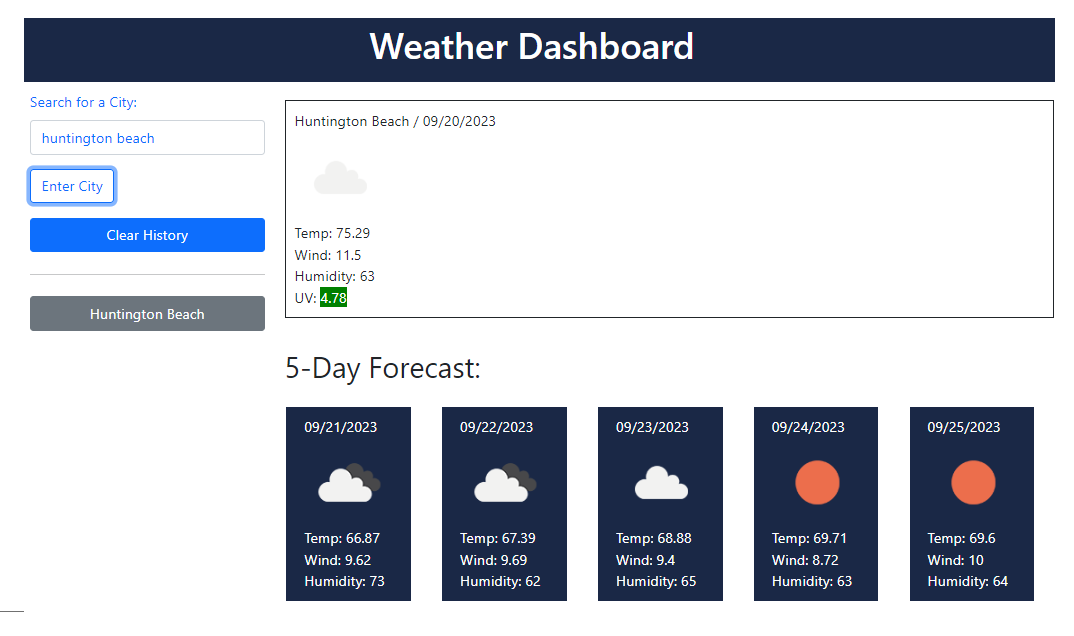 Weather Dashboard
Search for a City:
huntington beach
Enter City
Clear History
Huntington Beach
Huntington Beach / 09/20/2023
Temp: 75.29
Wind: 11.5
Humidity: 63
UV: 4.78
5-Day Forecast:
09/21/2023
Temp: 66.87
Wind: 9.62
Humidity: 73
09/22/2023
Temp: 67.39
Wind: 9.69
Humidity: 62
09/23/2023
Temp: 68.88
Wind: 9.4
Humidity: 65
09/24/2023
Temp: 69.71
Wind: 8.72
Humidity: 63
09/25/2023
Temp: 69.6
Wind: 10
Humidity: 64